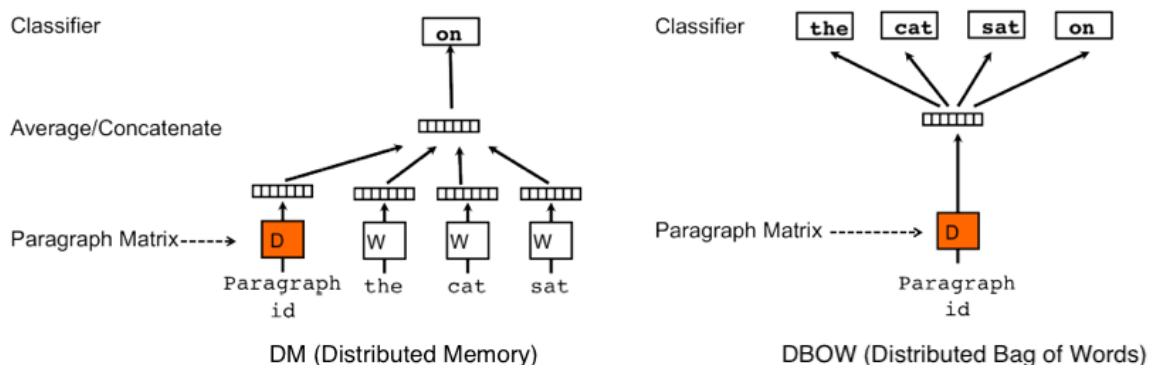 Classifier
on
Average/Concatenate
Paragraph Matrix
D
W
W
W
Paragraph
id
the
cat
sat
DM (Distributed Memory)
Classifier
the
cat
sat
on
Paragraph Matrix
D
Paragraph
id
DBOW (Distributed Bag of Words)